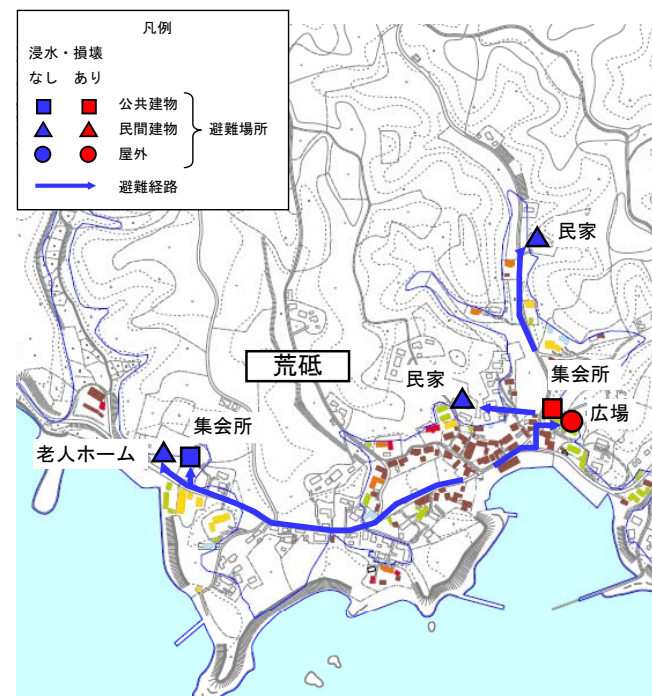 凡例
浸水・損壊
なし あり
公共建物
民間建物
屋外
避難場所
避難経路
民家
荒砥
民家
集会所
広場
集会所
老人ホーム